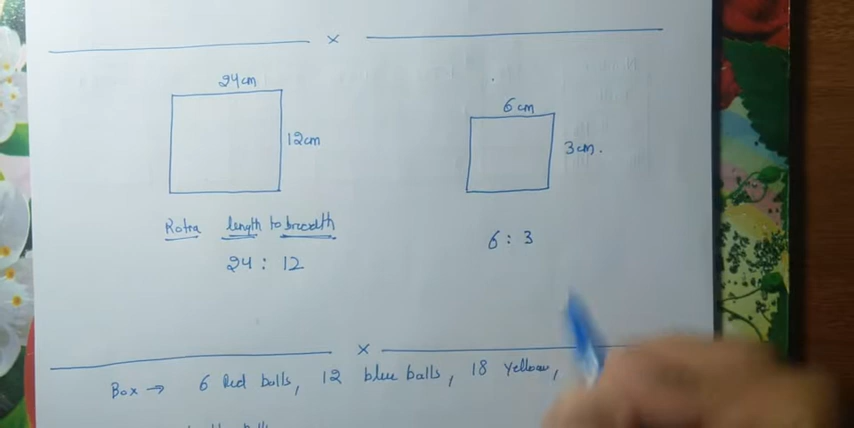 x
24cm
12cm
6cm
3cm.
Rotra length to breadth
24 : 12
6 : 3
x
Box → 6 Red balls, 12 blue balls, 18 yellow,